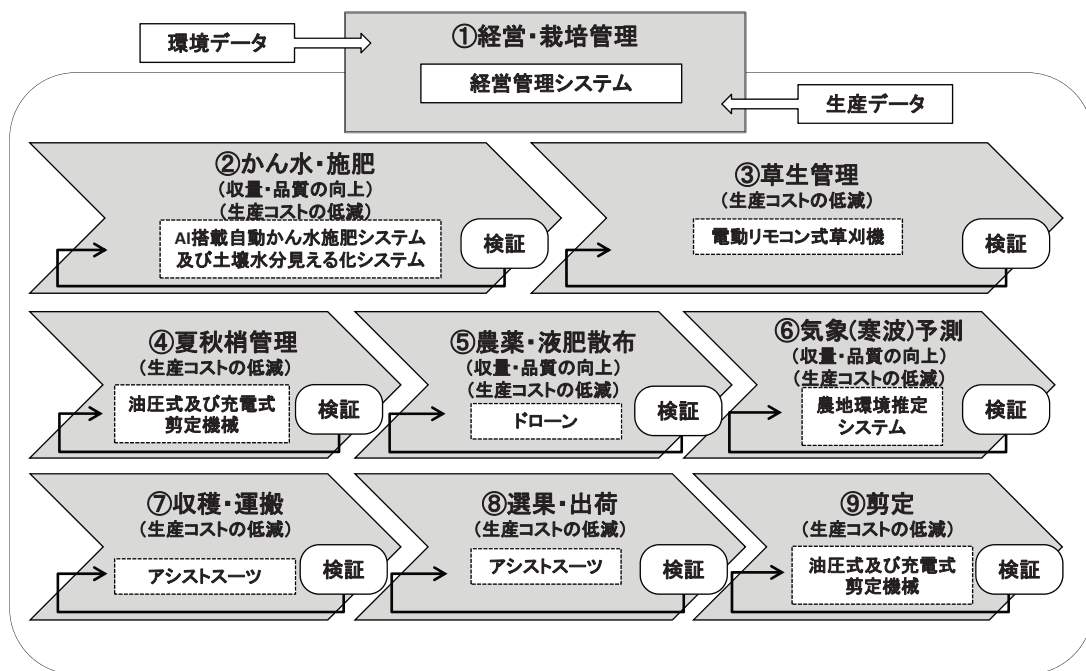 環境データ
①経営・栽培管理
経営管理システム
生産データ
②かん水・施肥
(収量・品質の向上)
(生産コストの低減)
AI搭載自動かん水施肥システム
及び土壌水分見える化システム
検証
③草生管理
(生産コストの低減)
電動リモコン式草刈機
検証
④夏秋梢管理
(生産コストの低減)
油圧式及び充電式
剪定機械
検証
⑤農薬・液肥散布
(収量・品質の向上)
(生産コストの低減)
ドローン
検証
⑥気象(寒波)予測
(収量・品質の向上)
(生産コストの低減)
農地環境推定
システム
検証
⑦収穫・運搬
(生産コストの低減)
アシストスーツ
検証
⑧選果・出荷
(生産コストの低減)
アシストスーツ
検証
⑨剪定
(生産コストの低減)
油圧式及び充電式
剪定機械
検証